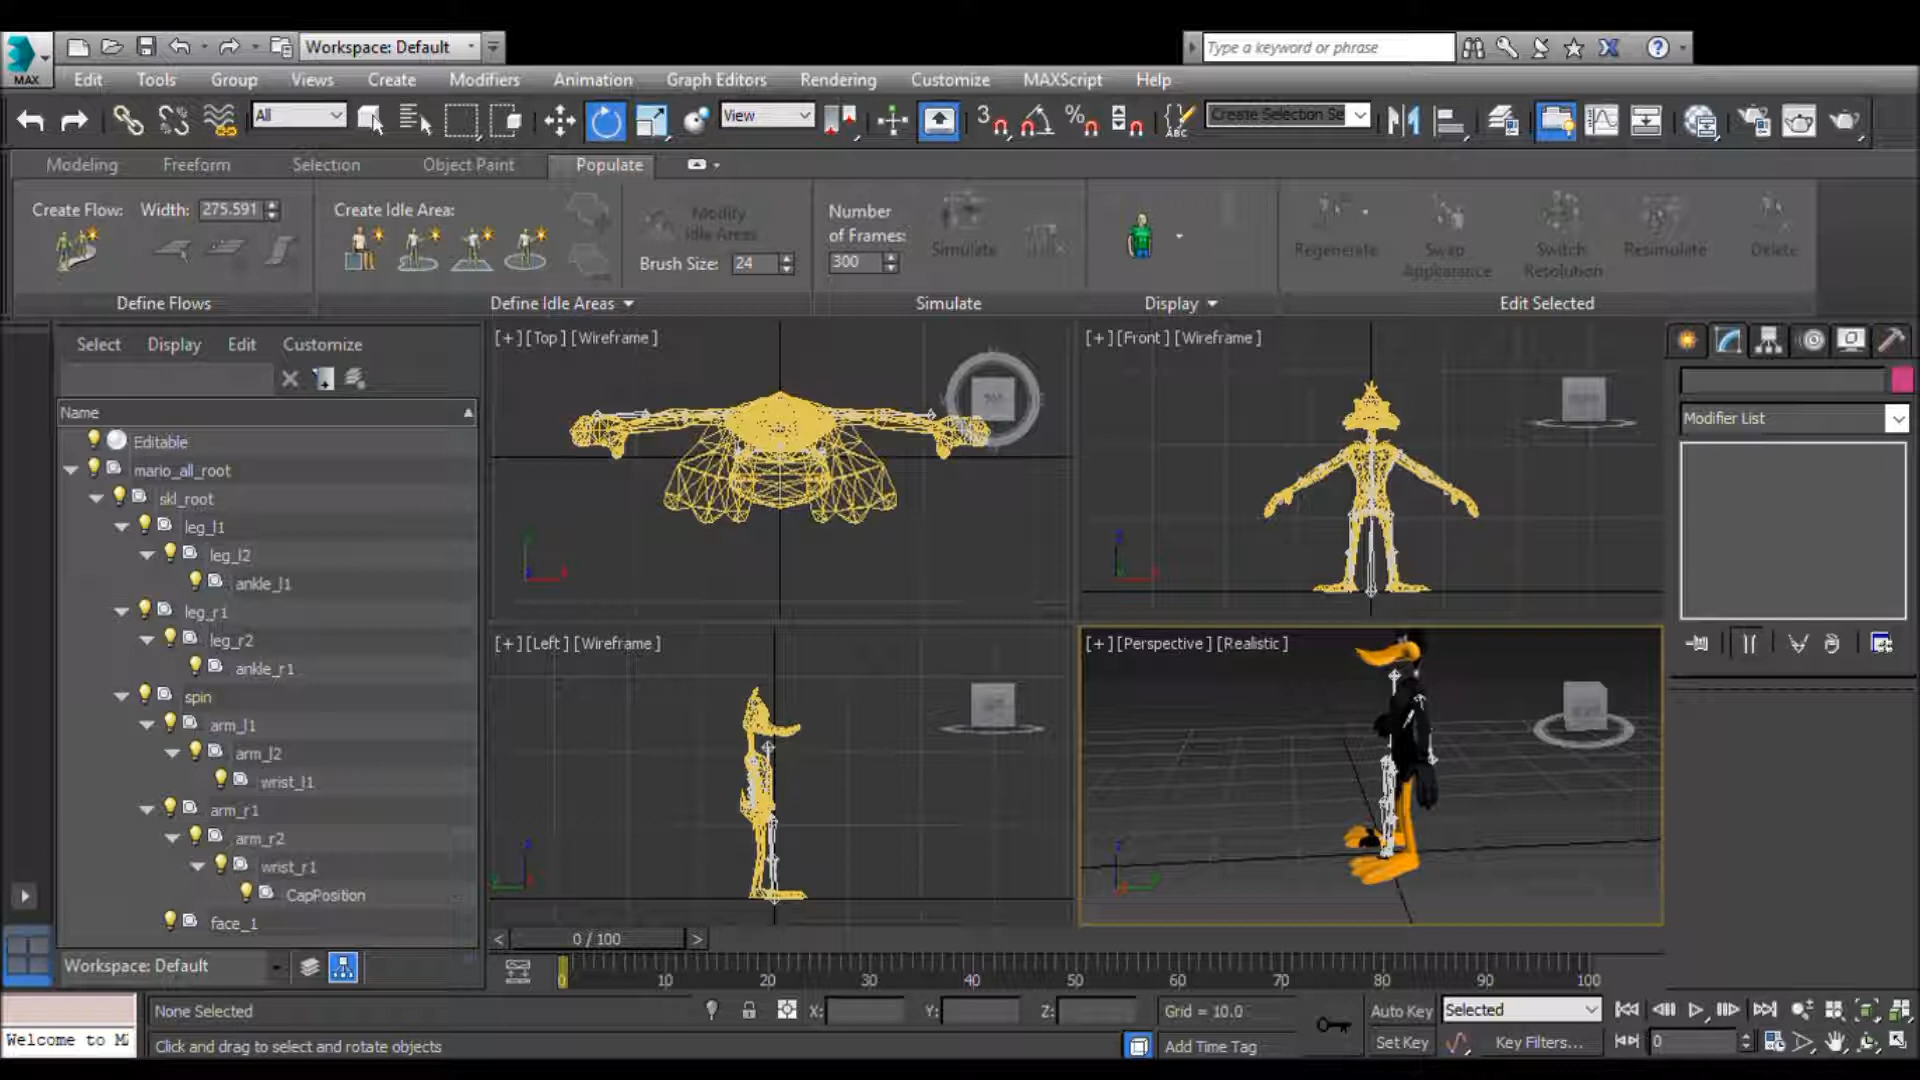 Workspace: Default
Type a keyword or phrase
MAX
Edit Tools Group Views Create Modifiers Animation Graph Editors Rendering Customize MAXScript Help
All View 3 Create Selection Se
ABC
Modeling Freeform Selection Object Paint Populate
Create Flow: Width: 275.591
Create Idle Area:
Modify
Idle Areas
Brush Size: 24
Number
of Frames:
300
Simulate
Regenerate
Swap
Appearance
Switch
Resolution
Resimulate
Delete
Define Flows Define Idle Areas Simulate Display Edit Selected
Select Display Edit Customize
Name
Editable
mario_all_root
skl_root
leg_l1
leg_l2
ankle_l1
leg_r1
leg_r2
ankle_r1
spin
arm_l1
arm_l2
wrist_l1
arm_r1
arm_r2
wrist_r1
CapPosition
face_1
Workspace: Default
[+] [Top] [Wireframe]
[+] [Front] [Wireframe]
[+] [Left] [Wireframe]
[+] [Perspective] [Realistic]
Modifier List
0 / 100
0 10 20 30 40 50 60 70 80 90 100
None Selected X: Y: Z: Grid = 10.0 Auto Key Selected
Welcome to M
Click and drag to select and rotate objects Add Time Tag Set Key Key Filters... 0